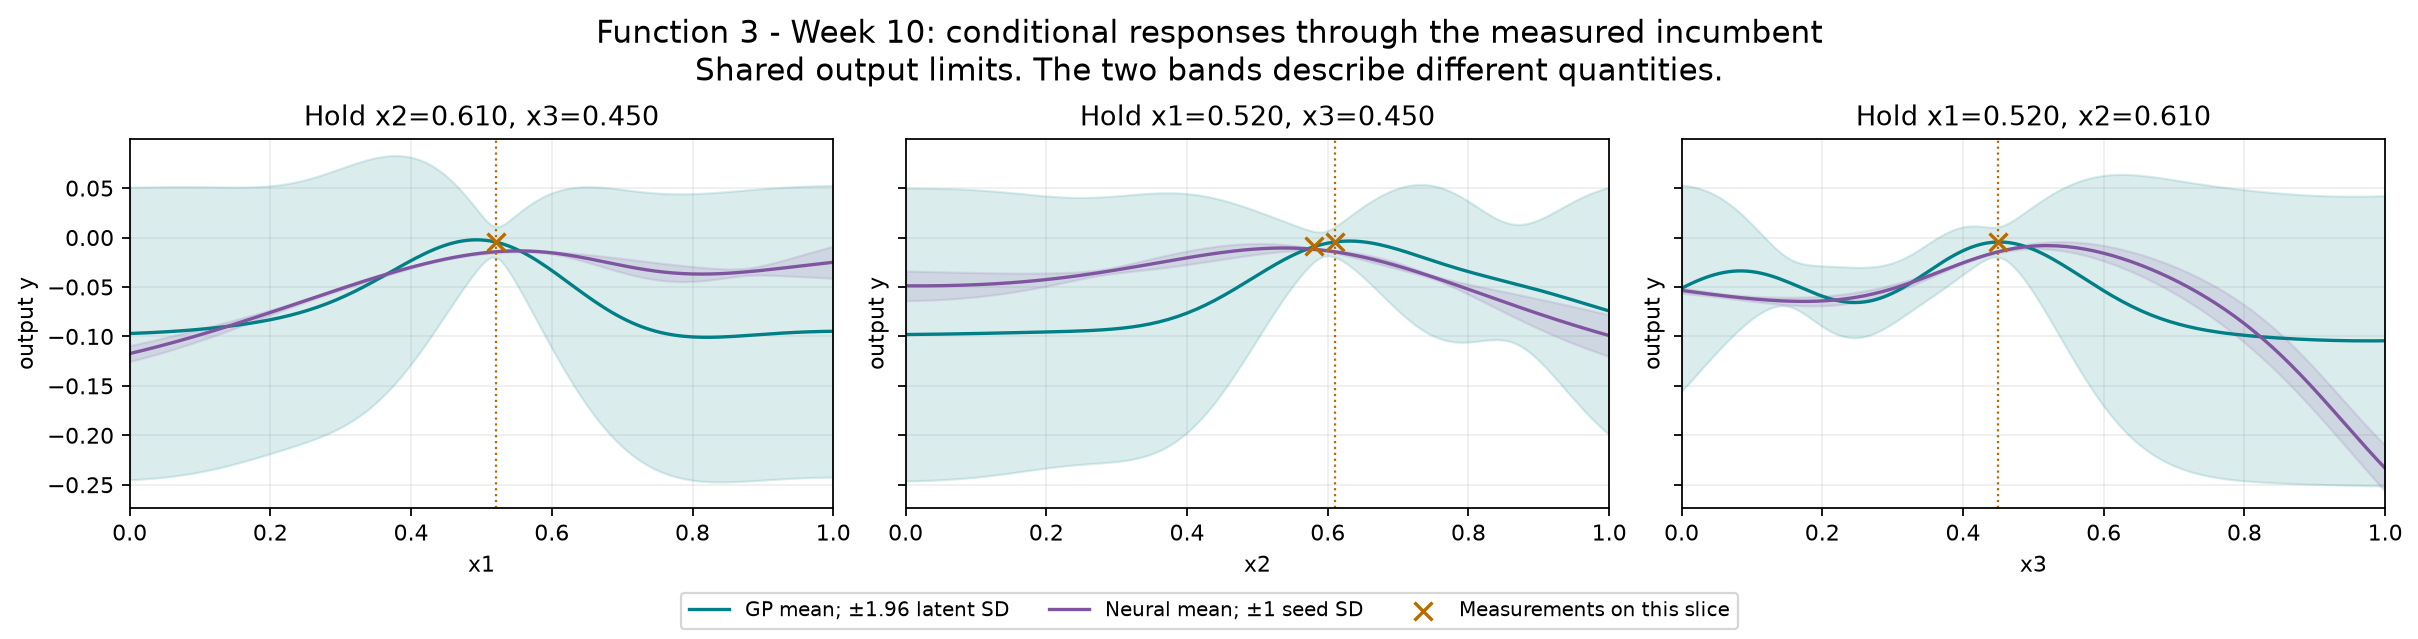 Function 3 - Week 10: conditional responses through the measured incumbent
Shared output limits. The two bands describe different quantities.
Hold x2=0.610, x3=0.450
Hold x1=0.520, x3=0.450
Hold x1=0.520, x2=0.610
output y
0.05
0.00
−0.05
−0.10
−0.15
−0.20
−0.25
0.0 0.2 0.4 0.6 0.8 1.0
x1
output y
0.0 0.2 0.4 0.6 0.8 1.0
x2
output y
0.0 0.2 0.4 0.6 0.8 1.0
x3
GP mean; ±1.96 latent SD
Neural mean; ±1 seed SD
Measurements on this slice